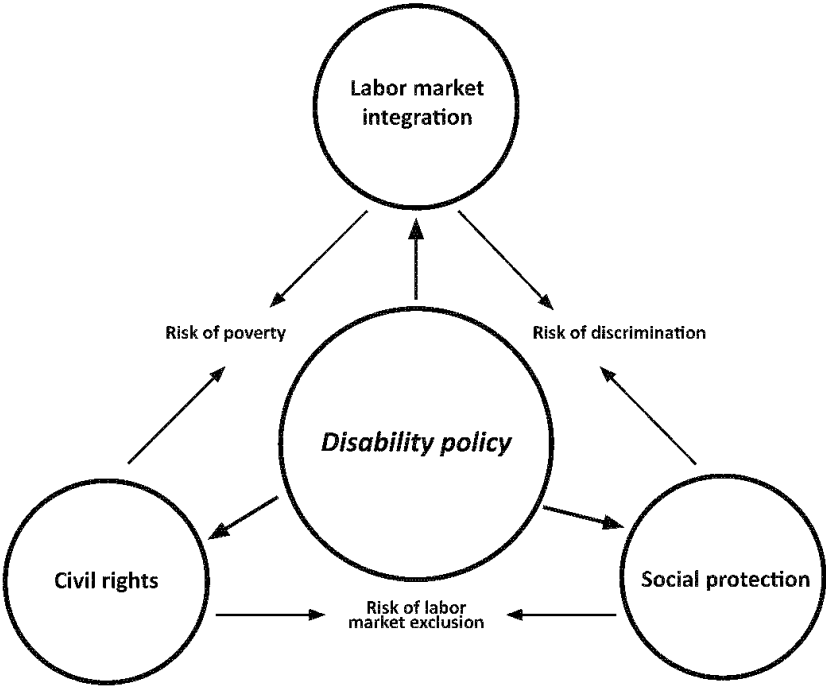 Labor market
integration
Risk of poverty
Risk of discrimination
Disability policy
Civil rights
Social protection
Risk of labor
market exclusion